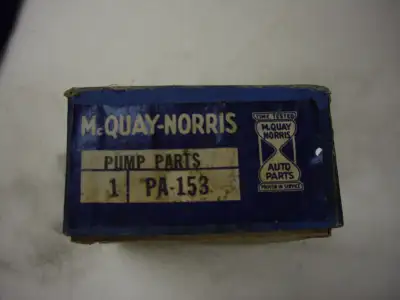 McQUAY-NORRIS
PUMP PARTS
1 PA-153
TIME TESTED
McQUAY
NORRIS
AUTO
PARTS
PROVEN IN SERVICE